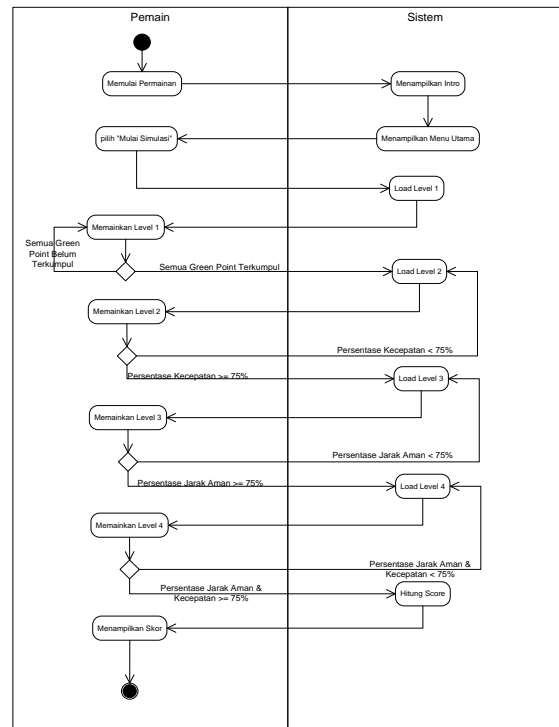 Pemain
Sistem
Memulai Permainan
Menampilkan Intro
pilih "Mulai Simulasi"
Menampilkan Menu Utama
Load Level 1
Memainkan Level 1
Semua Green
Point Belum
Terkumpul
Semua Green Point Terkumpul
Load Level 2
Memainkan Level 2
Persentase Kecepatan < 75%
Persentase Kecepatan >= 75%
Load Level 3
Memainkan Level 3
Persentase Jarak Aman < 75%
Persentase Jarak Aman >= 75%
Load Level 4
Memainkan Level 4
Persentase Jarak Aman &
Kecepatan < 75%
Persentase Jarak Aman &
Kecepatan >= 75%
Hitung Score
Menampilkan Skor